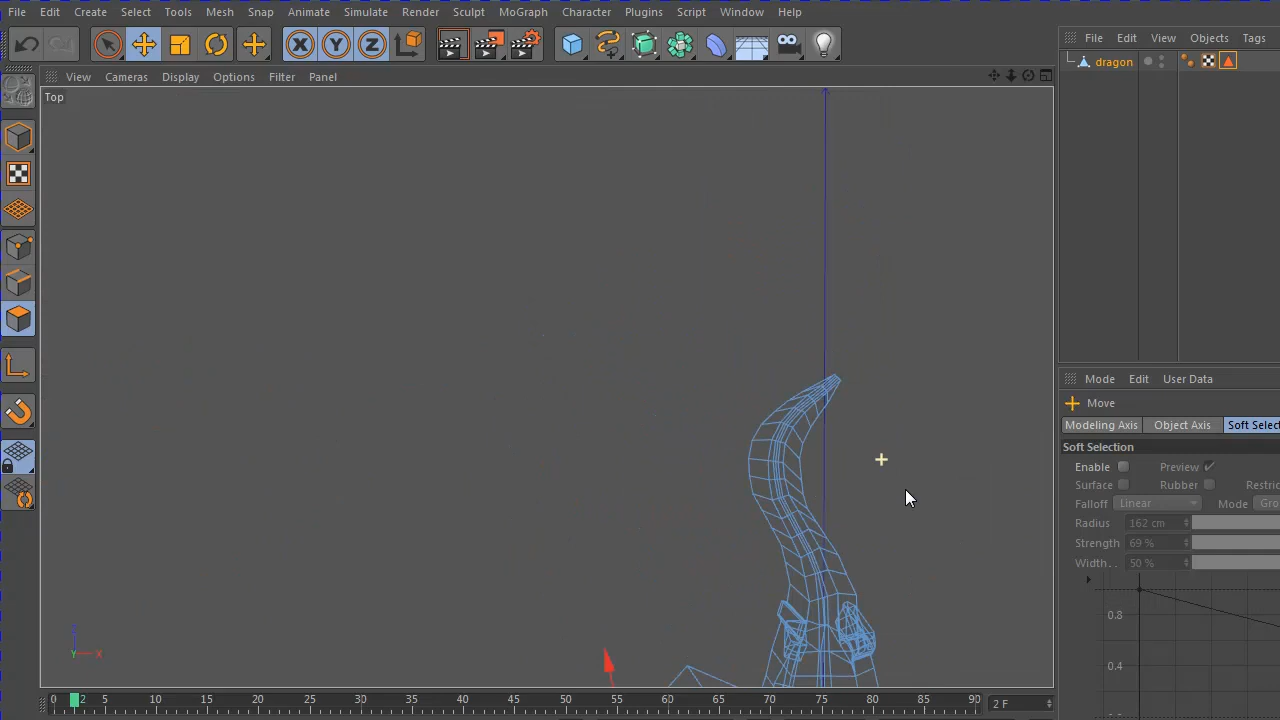 File Edit Create Select Tools Mesh Snap Animate Simulate Render Sculpt MoGraph Character Plugins Script Window Help
File Edit View Objects Tags
dragon
View Cameras Display Options Filter Panel
Top
X Y Z
Mode Edit User Data
Move
Modeling Axis Object Axis Soft Select
Soft Selection
Enable Preview
Surface Rubber Restric
Falloff Linear Mode Gro
Radius 162 cm
Strength 69 %
Width. . 50 %
0.8
0.4
Z
Y X
0 2 5 10 15 20 25 30 35 40 45 50 55 60 65 70 75 80 85 90 2 F